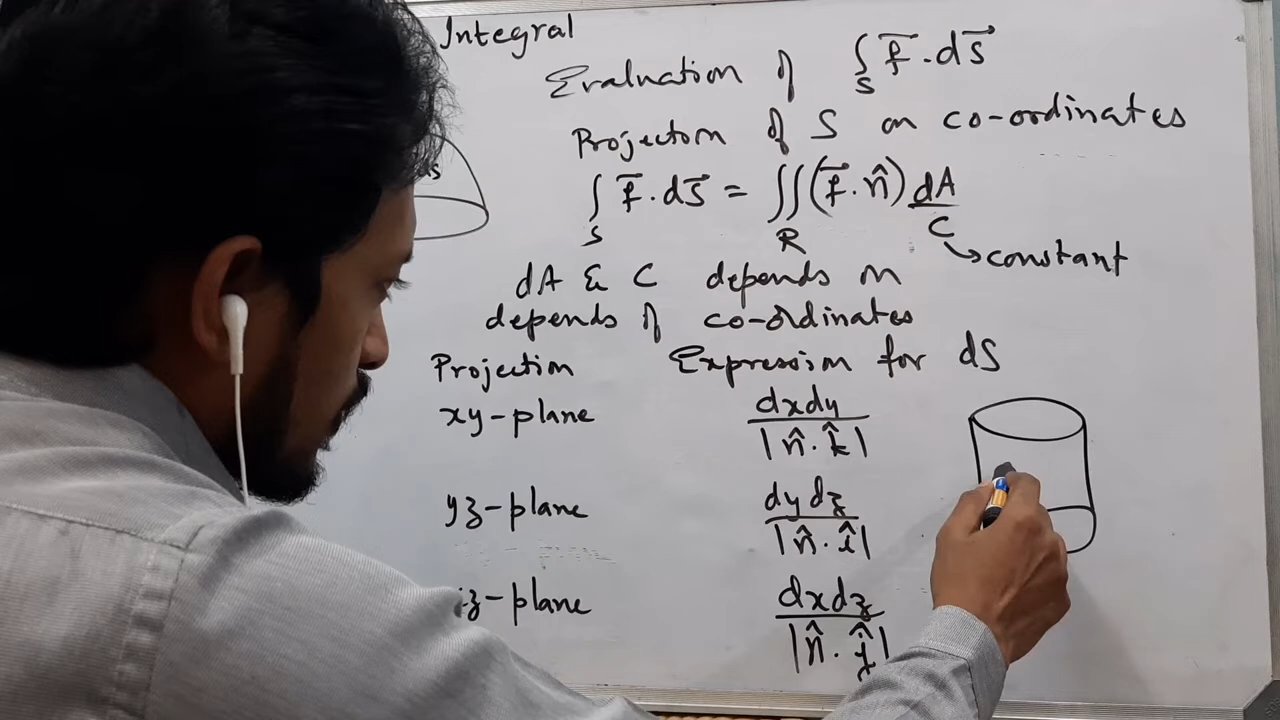 Integral
Evaluation of ∫_S f⃗ . ds⃗
Projectom of S on co-ordinates
∫_S f⃗ . ds⃗ = ∬_R (f⃗ . n̂) dA/C
→ constant
dA & C depends on
depends of co-ordinates
Projection Expression for dS
xy-plane dxdy/|n̂ . k̂|
yz-plane dydz/|n̂ . î|
z-plane dxdz/|n̂ . ĵ|
s